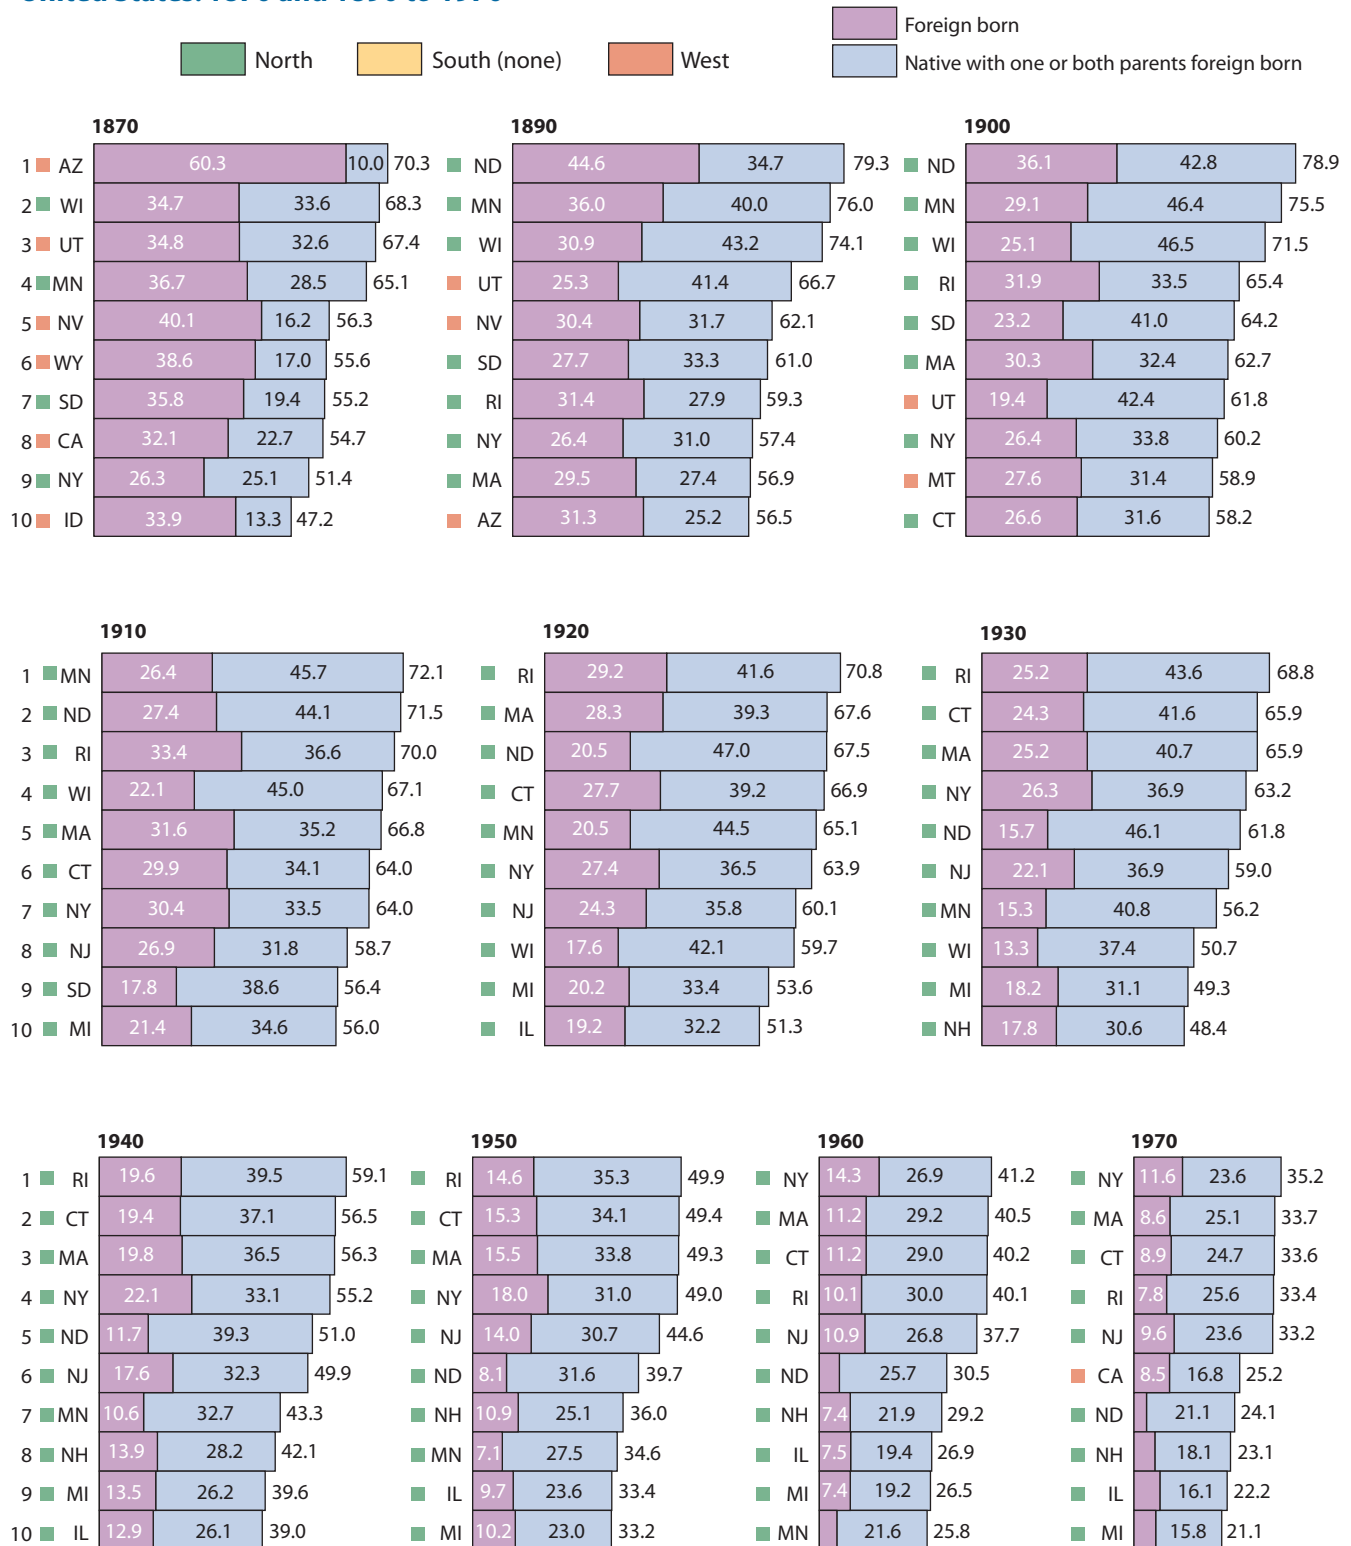 North South (none) West Foreign born
Native with one or both parents foreign born
1870
1 AZ 60.3 10.0 70.3
2 WI 34.7 33.6 68.3
3 UT 34.8 32.6 67.4
4 MN 36.7 28.5 65.1
5 NV 40.1 16.2 56.3
6 WY 38.6 17.0 55.6
7 SD 35.8 19.4 55.2
8 CA 32.1 22.7 54.7
9 NY 26.3 25.1 51.4
10 ID 33.9 13.3 47.2
1890
ND 44.6 34.7 79.3
MN 36.0 40.0 76.0
WI 30.9 43.2 74.1
UT 25.3 41.4 66.7
NV 30.4 31.7 62.1
SD 27.7 33.3 61.0
RI 31.4 27.9 59.3
NY 26.4 31.0 57.4
MA 29.5 27.4 56.9
AZ 31.3 25.2 56.5
1900
ND 36.1 42.8 78.9
MN 29.1 46.4 75.5
WI 25.1 46.5 71.5
RI 31.9 33.5 65.4
SD 23.2 41.0 64.2
MA 30.3 32.4 62.7
UT 19.4 42.4 61.8
NY 26.4 33.8 60.2
MT 27.6 31.4 58.9
CT 26.6 31.6 58.2
1910
1 MN 26.4 45.7 72.1
2 ND 27.4 44.1 71.5
3 RI 33.4 36.6 70.0
4 WI 22.1 45.0 67.1
5 MA 31.6 35.2 66.8
6 CT 29.9 34.1 64.0
7 NY 30.4 33.5 64.0
8 NJ 26.9 31.8 58.7
9 SD 17.8 38.6 56.4
10 MI 21.4 34.6 56.0
1920
RI 29.2 41.6 70.8
MA 28.3 39.3 67.6
ND 20.5 47.0 67.5
CT 27.7 39.2 66.9
MN 20.5 44.5 65.1
NY 27.4 36.5 63.9
NJ 24.3 35.8 60.1
WI 17.6 42.1 59.7
MI 20.2 33.4 53.6
IL 19.2 32.2 51.3
1930
RI 25.2 43.6 68.8
CT 24.3 41.6 65.9
MA 25.2 40.7 65.9
NY 26.3 36.9 63.2
ND 15.7 46.1 61.8
NJ 22.1 36.9 59.0
MN 15.3 40.8 56.2
WI 13.3 37.4 50.7
MI 18.2 31.1 49.3
NH 17.8 30.6 48.4
1940
1 RI 19.6 39.5 59.1
2 CT 19.4 37.1 56.5
3 MA 19.8 36.5 56.3
4 NY 22.1 33.1 55.2
5 ND 11.7 39.3 51.0
6 NJ 17.6 32.3 49.9
7 MN 10.6 32.7 43.3
8 NH 13.9 28.2 42.1
9 MI 13.5 26.2 39.6
10 IL 12.9 26.1 39.0
1950
RI 14.6 35.3 49.9
CT 15.3 34.1 49.4
MA 15.5 33.8 49.3
NY 18.0 31.0 49.0
NJ 14.0 30.7 44.6
ND 8.1 31.6 39.7
NH 10.9 25.1 36.0
MN 7.1 27.5 34.6
IL 9.7 23.6 33.4
MI 10.2 23.0 33.2
1960
NY 14.3 26.9 41.2
MA 11.2 29.2 40.5
CT 11.2 29.0 40.2
RI 10.1 30.0 40.1
NJ 10.9 26.8 37.7
ND 25.7 30.5
NH 7.4 21.9 29.2
IL 7.5 19.4 26.9
MI 7.4 19.2 26.5
MN 21.6 25.8
1970
NY 11.6 23.6 35.2
MA 8.6 25.1 33.7
CT 8.9 24.7 33.6
RI 7.8 25.6 33.4
NJ 9.6 23.6 33.2
CA 8.5 16.8 25.2
ND 21.1 24.1
NH 18.1 23.1
IL 16.1 22.2
MI 15.8 21.1